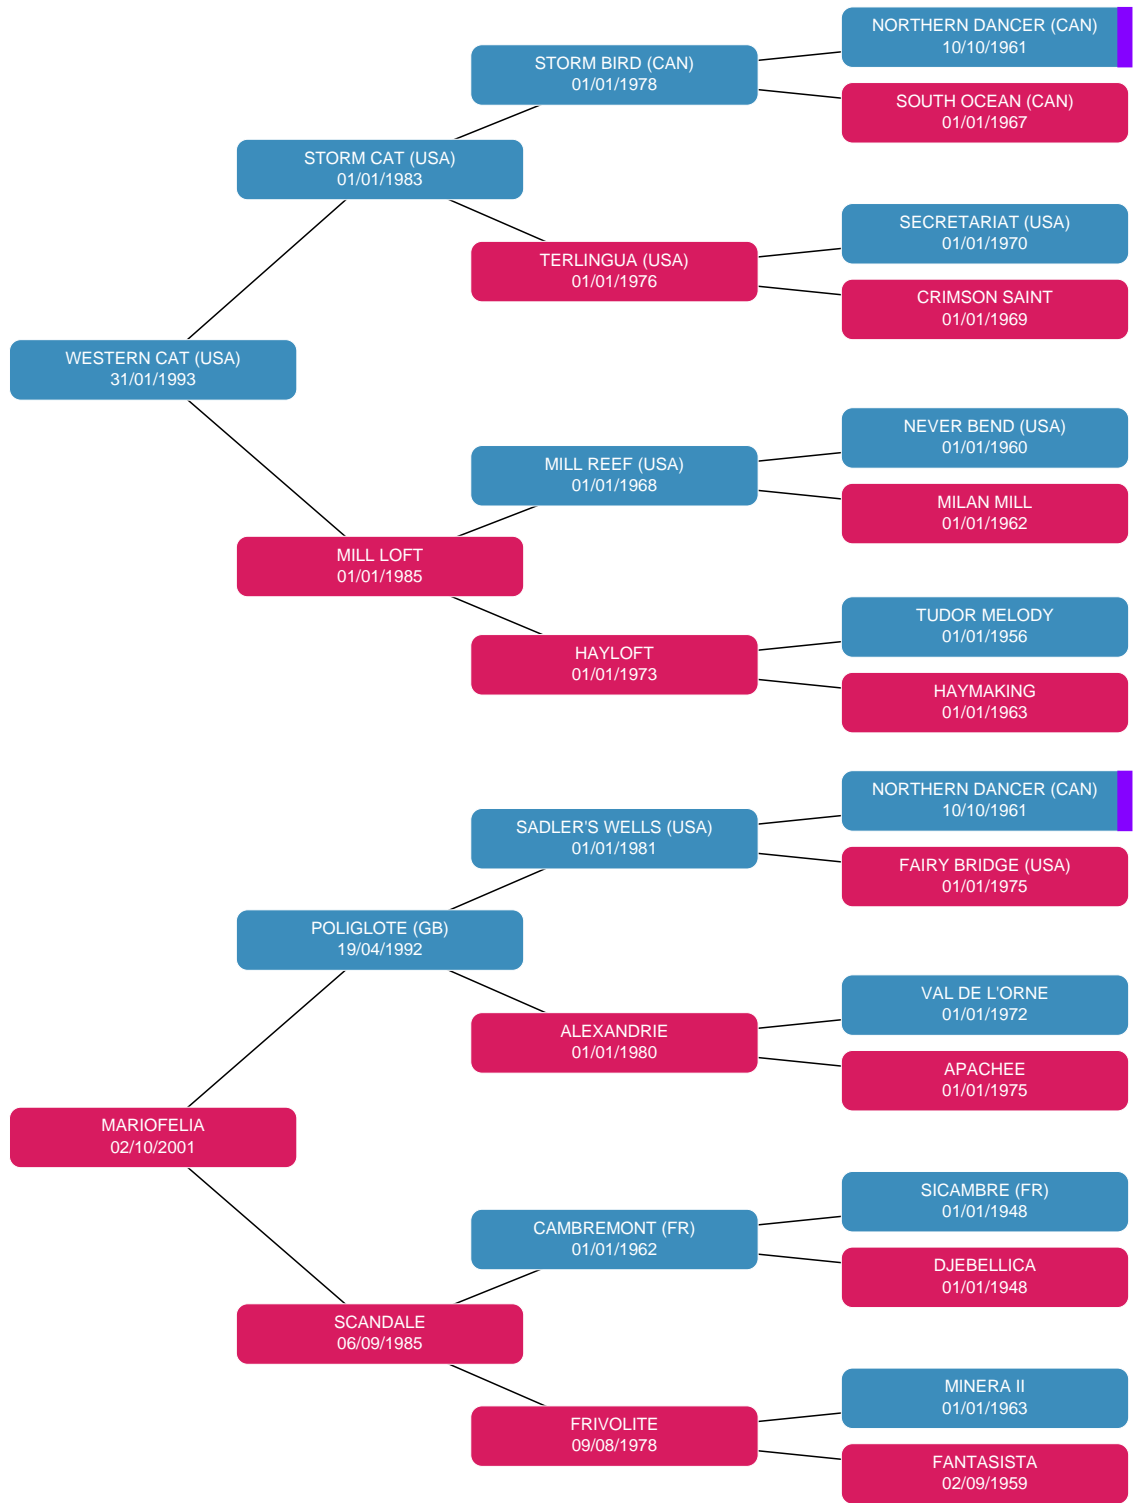 NORTHERN DANCER (CAN)
10/10/1961
STORM BIRD (CAN)
01/01/1978
SOUTH OCEAN (CAN)
01/01/1967
STORM CAT (USA)
01/01/1983
SECRETARIAT (USA)
01/01/1970
TERLINGUA (USA)
01/01/1976
CRIMSON SAINT
01/01/1969
WESTERN CAT (USA)
31/01/1993
NEVER BEND (USA)
01/01/1960
MILL REEF (USA)
01/01/1968
MILAN MILL
01/01/1962
MILL LOFT
01/01/1985
TUDOR MELODY
01/01/1956
HAYLOFT
01/01/1973
HAYMAKING
01/01/1963
NORTHERN DANCER (CAN)
10/10/1961
SADLER'S WELLS (USA)
01/01/1981
FAIRY BRIDGE (USA)
01/01/1975
POLIGLOTE (GB)
19/04/1992
VAL DE L'ORNE
01/01/1972
ALEXANDRIE
01/01/1980
APACHEE
01/01/1975
MARIOFELIA
02/10/2001
SICAMBRE (FR)
01/01/1948
CAMBREMONT (FR)
01/01/1962
DJEBELLICA
01/01/1948
SCANDALE
06/09/1985
MINERA II
01/01/1963
FRIVOLITE
09/08/1978
FANTASISTA
02/09/1959